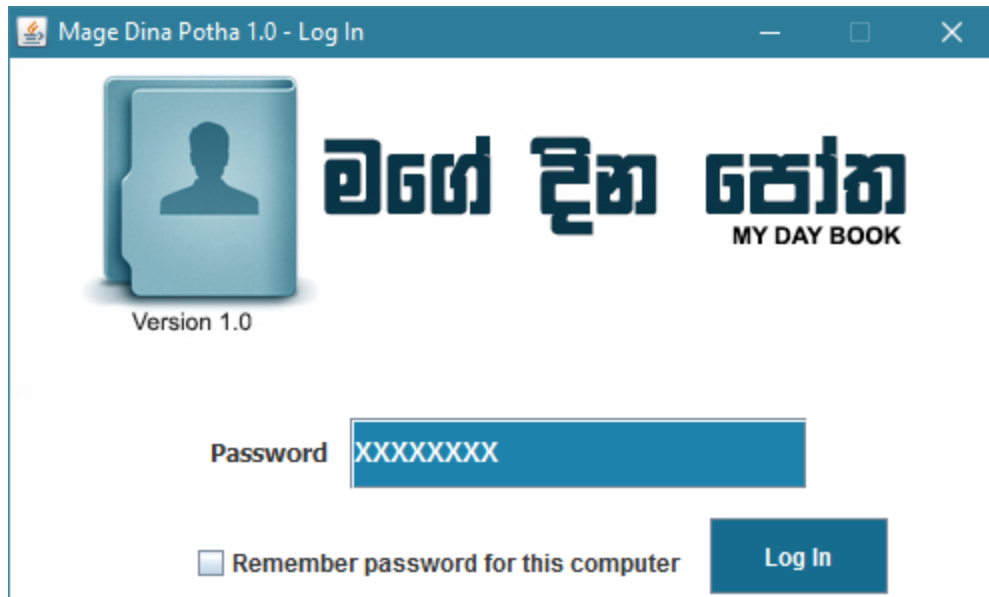 Mage Dina Potha 1.0 - Log In
මගේ දින පොත
MY DAY BOOK
Version 1.0
Password XXXXXXXX
Remember password for this computer Log In